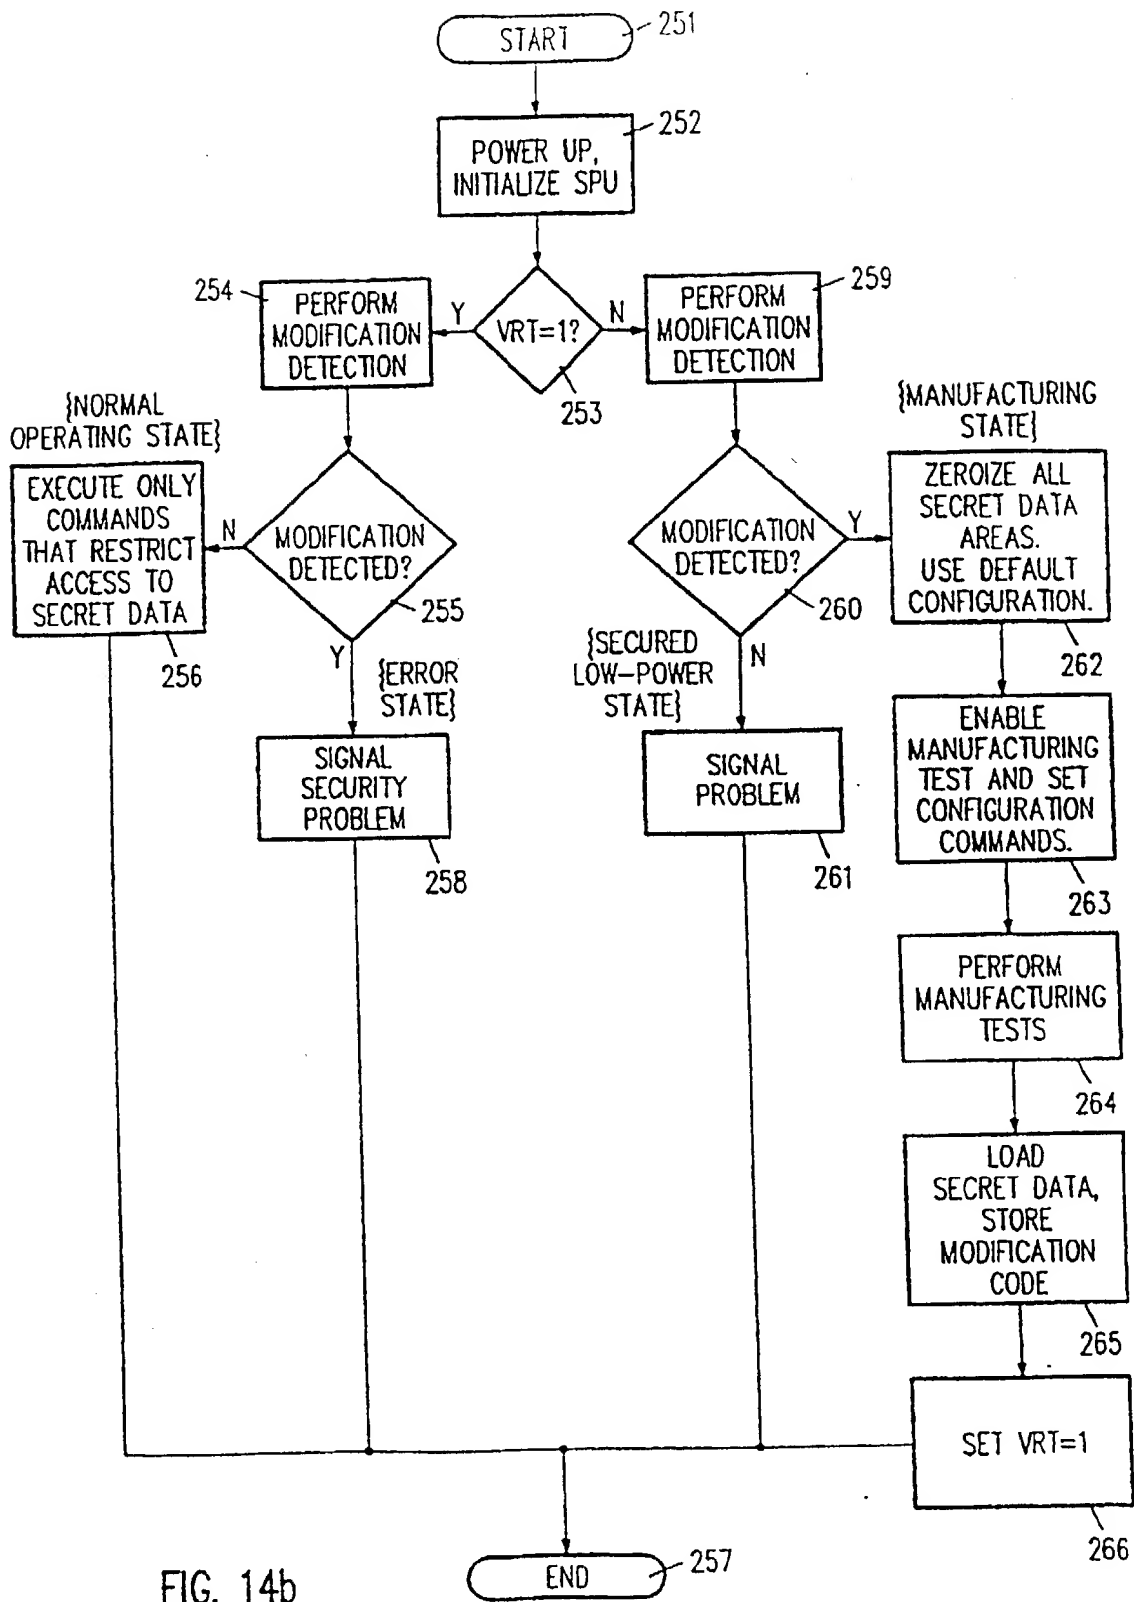 START
251
POWER UP,
INITIALIZE SPU
252
VRT=1?
Y
N
253
254
PERFORM
MODIFICATION
DETECTION
259
PERFORM
MODIFICATION
DETECTION
{NORMAL
OPERATING STATE}
EXECUTE ONLY
COMMANDS
THAT RESTRICT
ACCESS TO
SECRET DATA
256
N
MODIFICATION
DETECTED?
255
Y
{ERROR
STATE}
SIGNAL
SECURITY
PROBLEM
258
MODIFICATION
DETECTED?
260
Y
N
{SECURED
LOW-POWER
STATE}
SIGNAL
PROBLEM
261
{MANUFACTURING
STATE}
ZEROIZE ALL
SECRET DATA
AREAS.
USE DEFAULT
CONFIGURATION.
262
ENABLE
MANUFACTURING
TEST AND SET
CONFIGURATION
COMMANDS.
263
PERFORM
MANUFACTURING
TESTS
264
LOAD
SECRET DATA,
STORE
MODIFICATION
CODE
265
SET VRT=1
266
END
257
FIG. 14b